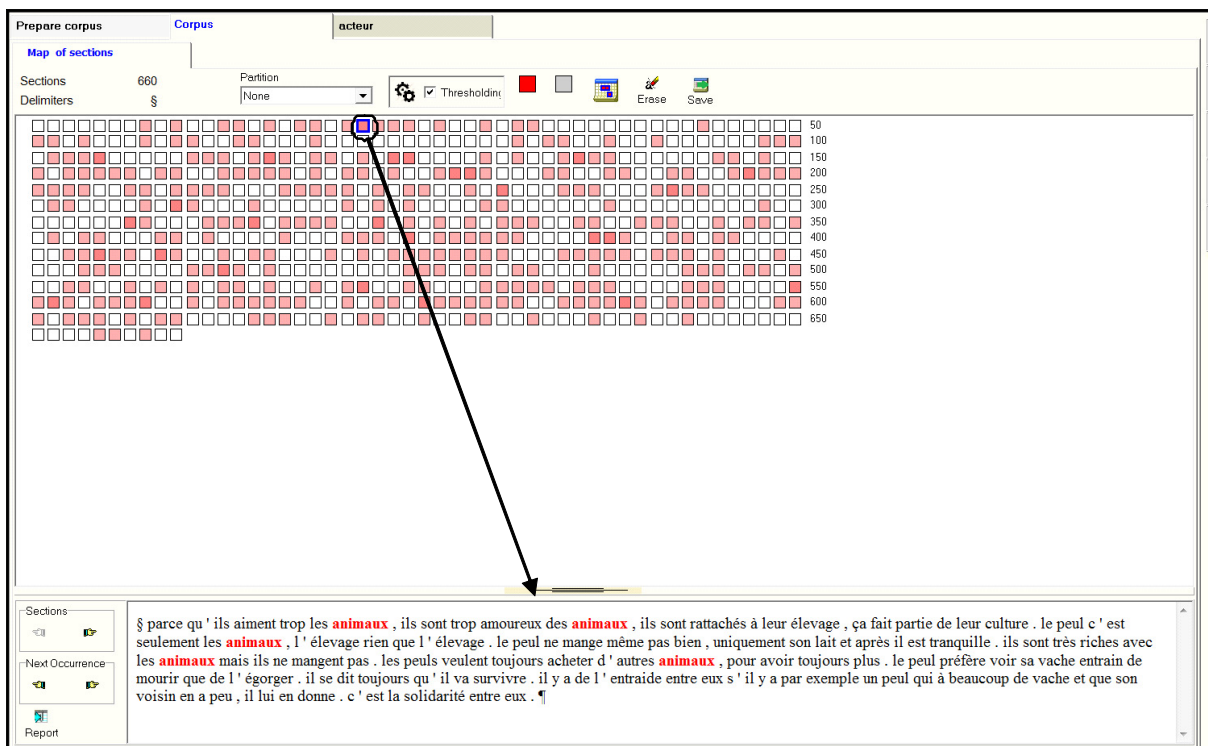 Prepare corpus Corpus acteur
Map of sections
Sections 660 Partition
Delimiters § None Thresholding Erase Save
50
100
150
200
250
300
350
400
450
500
550
600
650
Sections
§ parce qu ' ils aiment trop les animaux , ils sont trop amoureux des animaux , ils sont rattachés à leur élevage , ça fait partie de leur culture . le peul c ' est
seulement les animaux , l ' élevage rien que l ' élevage . le peul ne mange même pas bien , uniquement son lait et après il est tranquille . ils sont très riches avec
Next Occurrence
les animaux mais ils ne mangent pas . les peuls veulent toujours acheter d ' autres animaux , pour avoir toujours plus . le peul préfère voir sa vache entrain de
mourir que de l ' égorger . il se dit toujours qu ' il va survivre . il y a de l ' entraide entre eux s ' il y a par exemple un peul qui à beaucoup de vache et que son
voisin en a peu , il lui en donne . c ' est la solidarité entre eux . ¶
Report